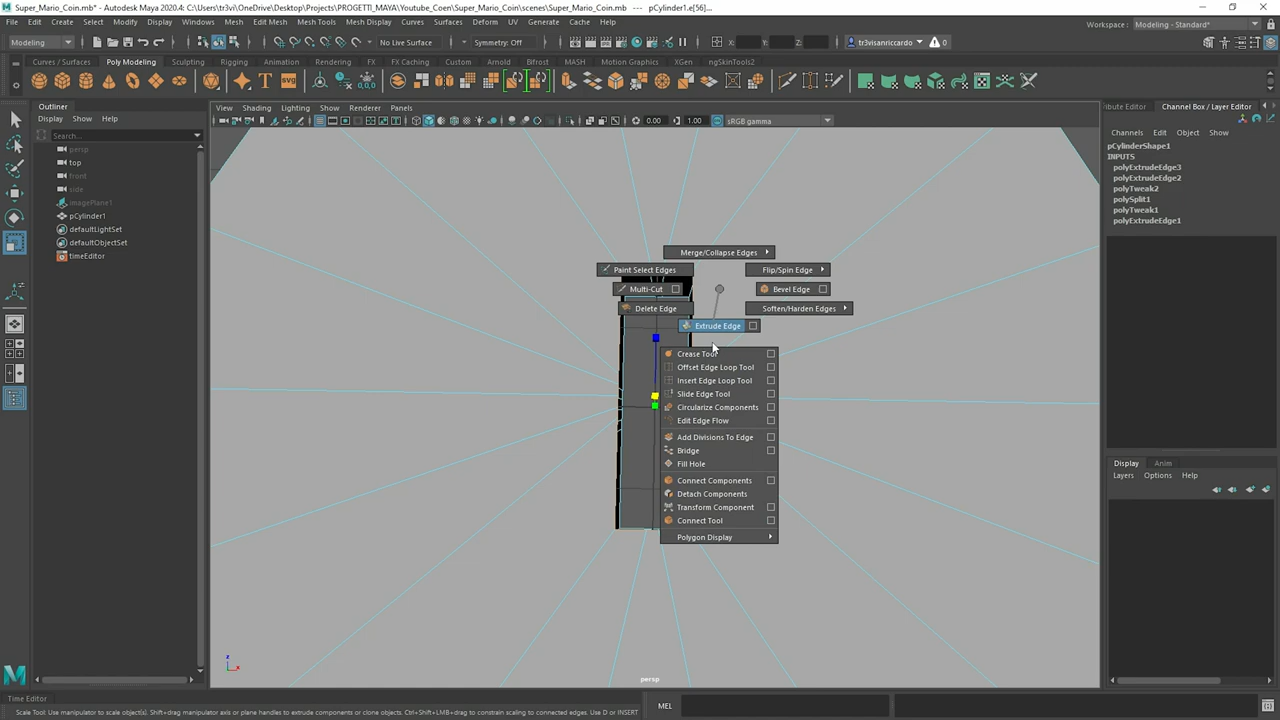 Super_Mario_Coin.mb* - Autodesk Maya 2020.4: C:\Users\tr3vi\OneDrive\Desktop\Projects\PROGETTI_MAYA\Youtube_Coen\Super_Mario_Coin\scenes\Super_Mario_Coin.mb --- pCylinder1.e[56]...
File Edit Create Select Modify Display Windows Mesh Edit Mesh Mesh Tools Mesh Display Curves Surfaces Deform UV Generate Cache Help
Workspace : Modeling - Standard*
Modeling No Live Surface Symmetry: Off X: Y: Z: tr3visanriccardo 0
Curves / Surfaces Poly Modeling Sculpting Rigging Animation Rendering FX FX Caching Custom Arnold Bifrost MASH Motion Graphics XGen ngSkinTools2
Outliner
Display Show Help
Search...
persp
top
front
side
imagePlane1
pCylinder1
defaultLightSet
defaultObjectSet
timeEditor
View Shading Lighting Show Renderer Panels
0.00 1.00 sRGB gamma
Merge/Collapse Edges
Paint Select Edges Flip/Spin Edge
Multi-Cut Bevel Edge
Delete Edge Soften/Harden Edges
Extrude Edge
Crease Tool
Offset Edge Loop Tool
Insert Edge Loop Tool
Slide Edge Tool
Circularize Components
Edit Edge Flow
Add Divisions To Edge
Bridge
Fill Hole
Connect Components
Detach Components
Transform Component
Connect Tool
Polygon Display
z
x
persp
ibute Editor Channel Box / Layer Editor
Channels Edit Object Show
pCylinderShape1
INPUTS
polyExtrudeEdge3
polyExtrudeEdge2
polyTweak2
polySplit1
polyTweak1
polyExtrudeEdge1
Display Anim
Layers Options Help
Time Editor
Scale Tool: Use manipulator to scale object(s). Shift+drag manipulator axis or plane handles to extrude components or clone objects. Ctrl+Shift+LMB+drag to constrain scaling to connected edges. Use D or INSERT
MEL